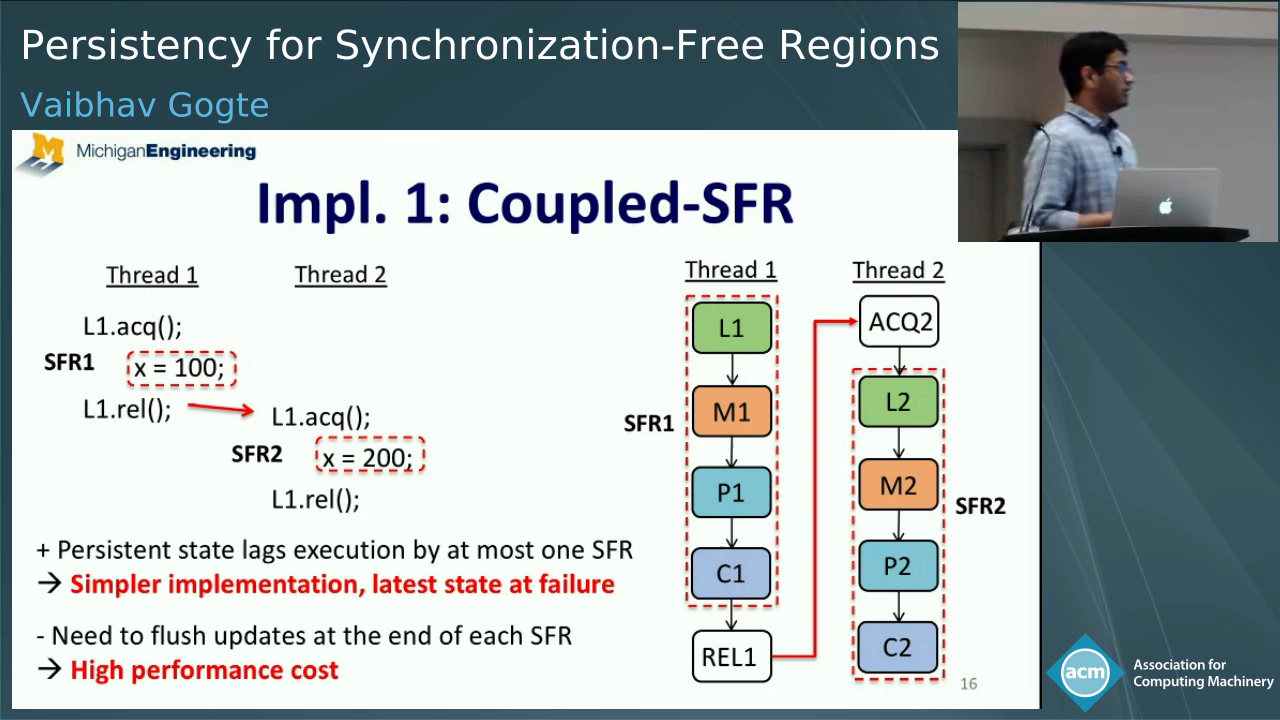 Persistency for Synchronization-Free Regions
Vaibhav Gogte
MichiganEngineering
Impl. 1: Coupled-SFR
Thread 1
Thread 2
L1.acq();
SFR1
x = 100;
L1.rel();
L1.acq();
SFR2
x = 200;
L1.rel();
+ Persistent state lags execution by at most one SFR
→ Simpler implementation, latest state at failure
- Need to flush updates at the end of each SFR
→ High performance cost
Thread 1
Thread 2
L1
ACQ2
M1
L2
SFR1
P1
M2
SFR2
C1
P2
REL1
C2
16
acm
Association for
Computing Machinery